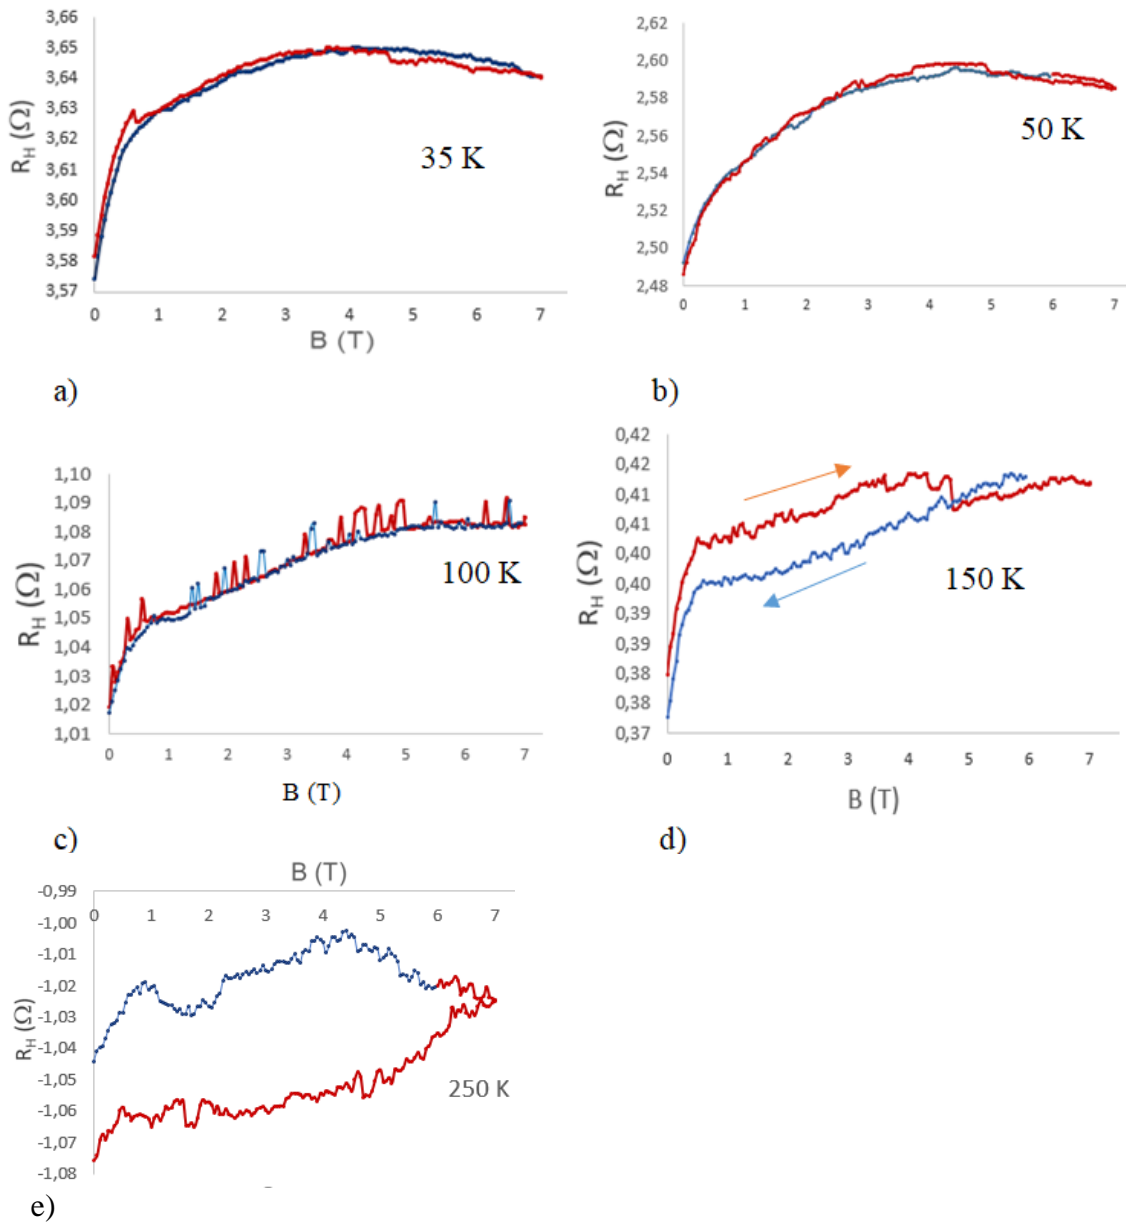 3,66
3,65
3,64
3,63
3,62
3,61
3,60
3,59
3,58
3,57
R_H (Ω)
35 K
0 1 2 3 4 5 6 7
B (T)
a)
2,62
2,60
2,58
2,56
2,54
2,52
2,50
2,48
R_H (Ω)
50 K
0 1 2 3 4 5 6 7
b)
1,10
1,09
1,08
1,07
1,06
1,05
1,04
1,03
1,02
1,01
R_H (Ω)
100 K
0 1 2 3 4 5 6 7
B (T)
c)
0,42
0,42
0,41
0,41
0,40
0,40
0,39
0,39
0,38
0,38
0,37
R_H (Ω)
150 K
0 1 2 3 4 5 6 7
B (T)
d)
B (T)
-0,99
-1,00
-1,01
-1,02
-1,03
-1,04
-1,05
-1,06
-1,07
-1,08
R_H (Ω)
0 1 2 3 4 5 6 7
250 K
e)